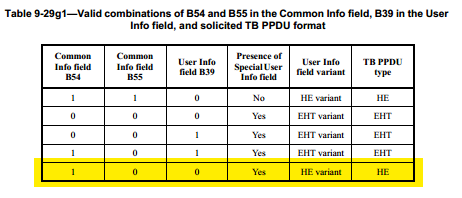 Table 9-29g1—Valid combinations of B54 and B55 in the Common Info field, B39 in the User
Info field, and solicited TB PPDU format
Common Info field B54 | Common Info field B55 | User Info field B39 | Presence of Special User Info field | User Info field variant | TB PPDU type
1 | 1 | 0 | No | HE variant | HE
0 | 0 | 0 | Yes | EHT variant | EHT
0 | 0 | 1 | Yes | EHT variant | EHT
1 | 0 | 1 | Yes | EHT variant | EHT
1 | 0 | 0 | Yes | HE variant | HE